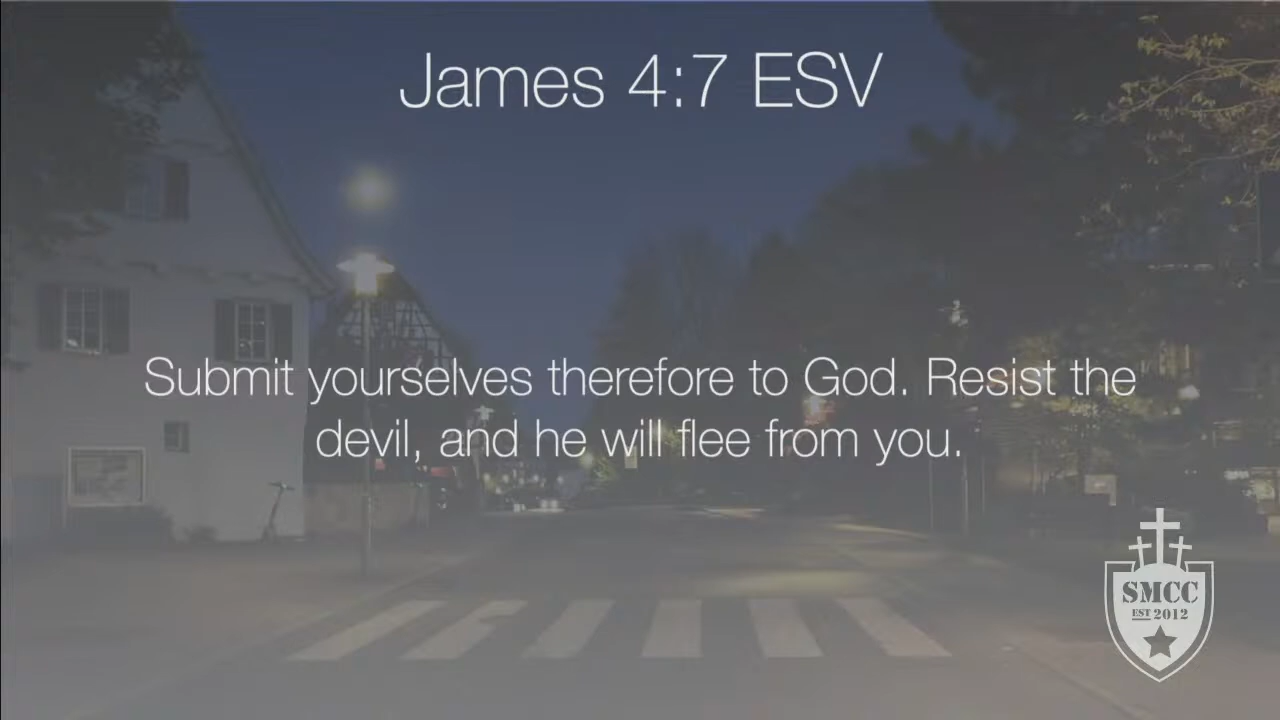 James 4:7 ESV
Submit yourselves therefore to God. Resist the
devil, and he will flee from you.
SMCC
EST 2012